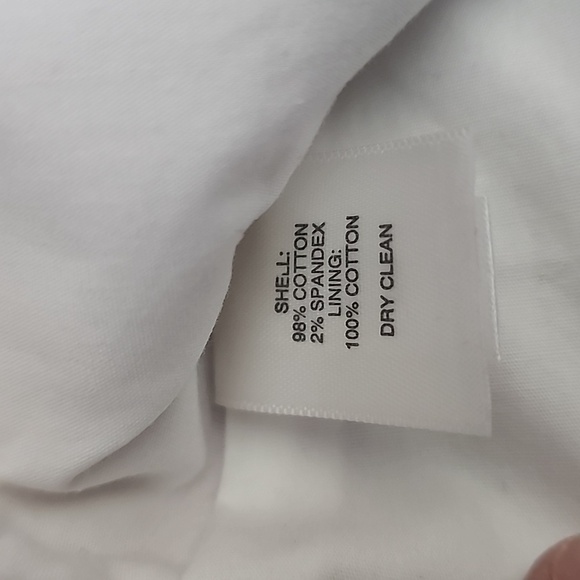 SHELL:
98% COTTON
2% SPANDEX
LINING:
100% COTTON
DRY CLEAN